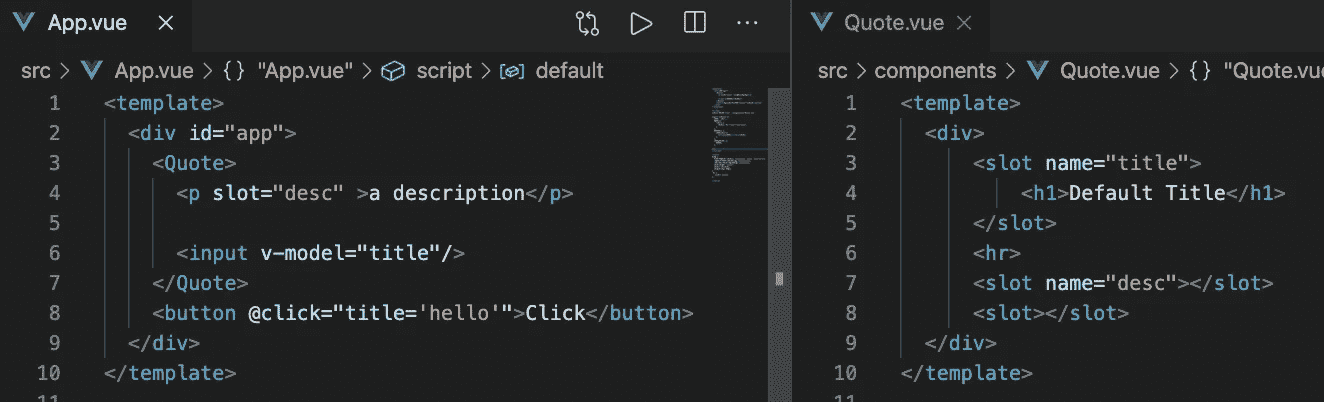 App.vue
src > App.vue > {} "App.vue" > script > default
1 <template>
2 <div id="app">
3 <Quote>
4 <p slot="desc" >a description</p>
5
6 <input v-model="title"/>
7 </Quote>
8 <button @click="title='hello'">Click</button>
9 </div>
10 </template>
11
Quote.vue
src > components > Quote.vue > {} "Quote.vue
1 <template>
2 <div>
3 <slot name="title">
4 <h1>Default Title</h1>
5 </slot>
6 <hr>
7 <slot name="desc"></slot>
8 <slot></slot>
9 </div>
10 </template>
11